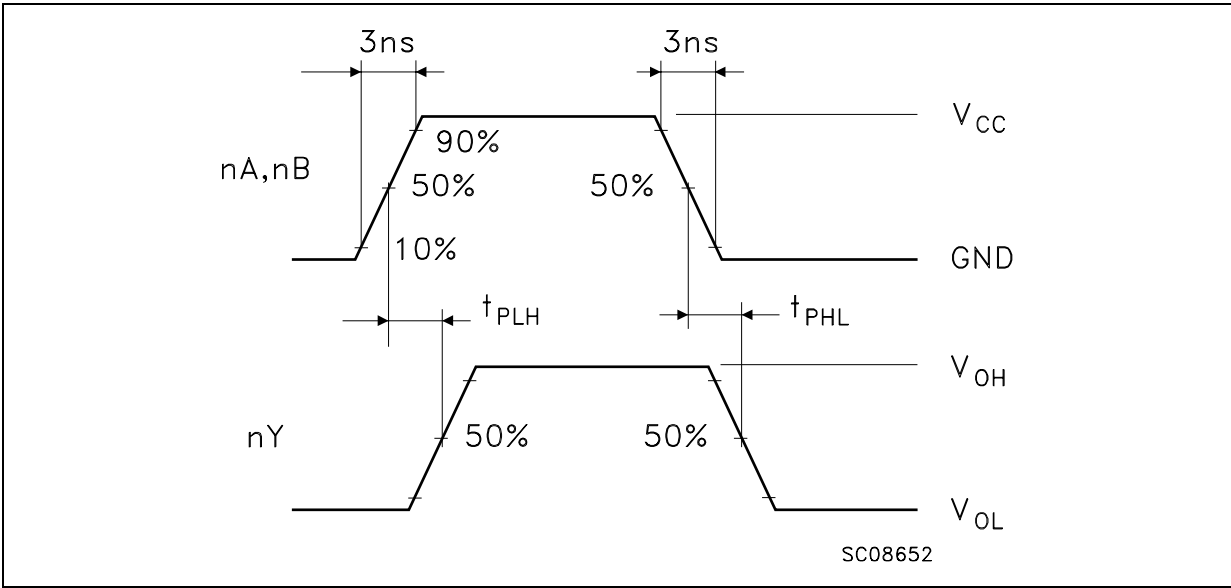 3ns 3ns
V_CC
90%
nA,nB
50% 50%
10%
GND
t_PLH t_PHL
V_OH
nY 50% 50%
V_OL
SC08652